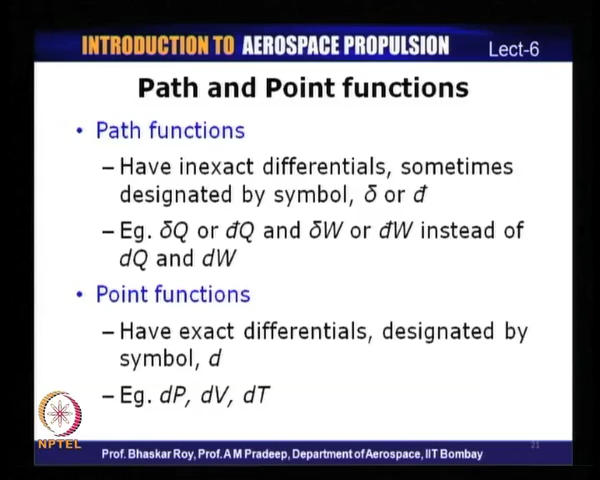 INTRODUCTION TO AEROSPACE PROPULSION Lect-6
Path and Point functions
• Path functions
– Have inexact differentials, sometimes
designated by symbol, δ or đ
– Eg. δQ or đQ and δW or đW instead of
dQ and dW
• Point functions
– Have exact differentials, designated by
symbol, d
– Eg. dP, dV, dT
NPTEL
21
Prof. Bhaskar Roy, Prof. A M Pradeep, Department of Aerospace, IIT Bombay